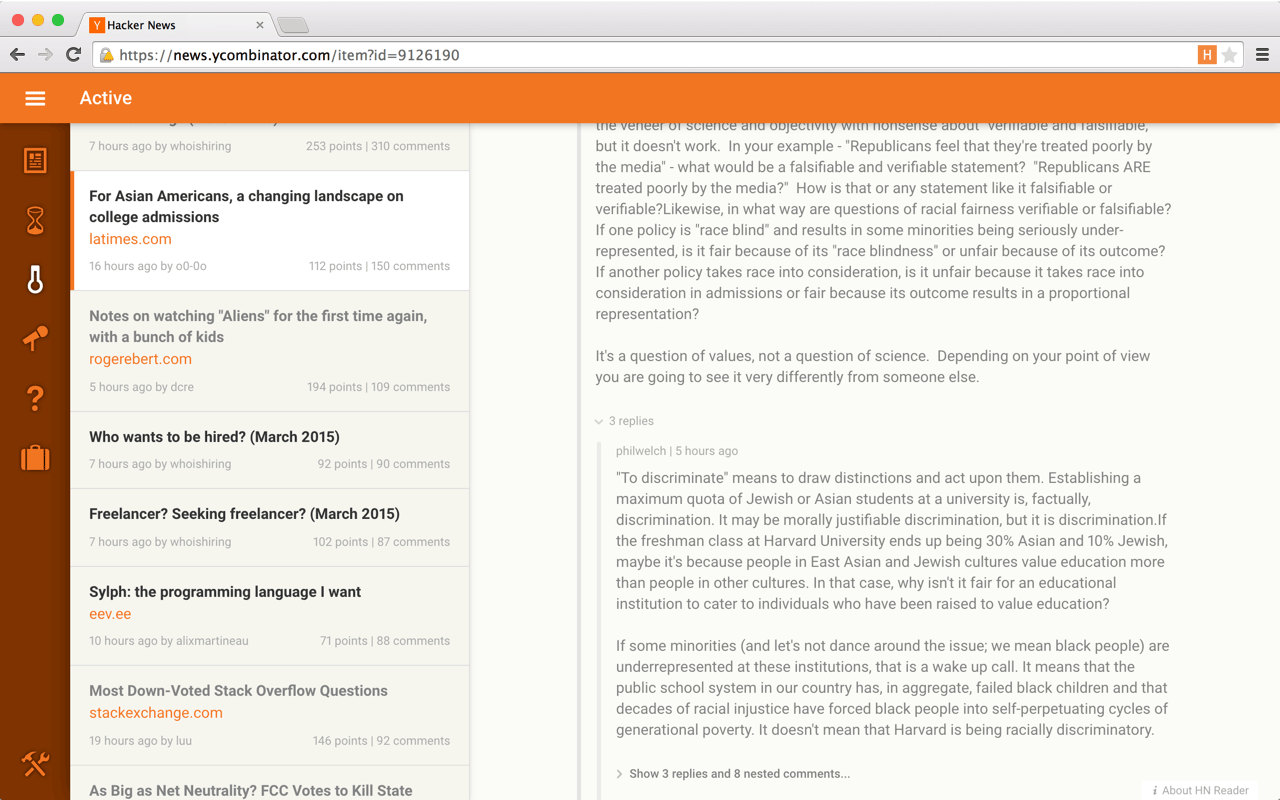 Hacker News
https://news.ycombinator.com/item?id=9126190
H
Active
7 hours ago by whoishiring
253 points | 310 comments
For Asian Americans, a changing landscape on
college admissions
latimes.com
16 hours ago by o0-0o
112 points | 150 comments
Notes on watching "Aliens" for the first time again,
with a bunch of kids
rogerebert.com
5 hours ago by dcre
194 points | 109 comments
Who wants to be hired? (March 2015)
7 hours ago by whoishiring
92 points | 90 comments
Freelancer? Seeking freelancer? (March 2015)
7 hours ago by whoishiring
102 points | 87 comments
Sylph: the programming language I want
eev.ee
10 hours ago by alixmartineau
71 points | 88 comments
Most Down-Voted Stack Overflow Questions
stackexchange.com
19 hours ago by luu
146 points | 92 comments
As Big as Net Neutrality? FCC Votes to Kill State
the veneer of science and objectivity with nonsense about "verifiable and falsifiable,"
but it doesn't work.  In your example - "Republicans feel that they're treated poorly by
the media" - what would be a falsifiable and verifiable statement?  "Republicans ARE
treated poorly by the media?"  How is that or any statement like it falsifiable or
verifiable?Likewise, in what way are questions of racial fairness verifiable or falsifiable?
If one policy is "race blind" and results in some minorities being seriously under-
represented, is it fair because of its "race blindness" or unfair because of its outcome?
If another policy takes race into consideration, is it unfair because it takes race into
consideration in admissions or fair because its outcome results in a proportional
representation?
It's a question of values, not a question of science.  Depending on your point of view
you are going to see it very differently from someone else.
3 replies
philwelch | 5 hours ago
"To discriminate" means to draw distinctions and act upon them. Establishing a
maximum quota of Jewish or Asian students at a university is, factually,
discrimination. It may be morally justifiable discrimination, but it is discrimination.If
the freshman class at Harvard University ends up being 30% Asian and 10% Jewish,
maybe it's because people in East Asian and Jewish cultures value education more
than people in other cultures. In that case, why isn't it fair for an educational
institution to cater to individuals who have been raised to value education?
If some minorities (and let's not dance around the issue; we mean black people) are
underrepresented at these institutions, that is a wake up call. It means that the
public school system in our country has, in aggregate, failed black children and that
decades of racial injustice have forced black people into self-perpetuating cycles of
generational poverty. It doesn't mean that Harvard is being racially discriminatory.
Show 3 replies and 8 nested comments...
i About HN Reader